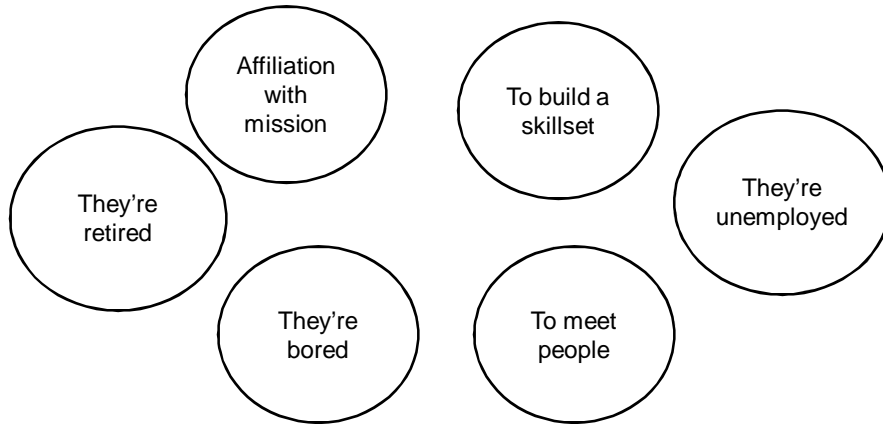 Affiliation
with
mission
To build a
skillset
They’re
retired
They’re
unemployed
They’re
bored
To meet
people